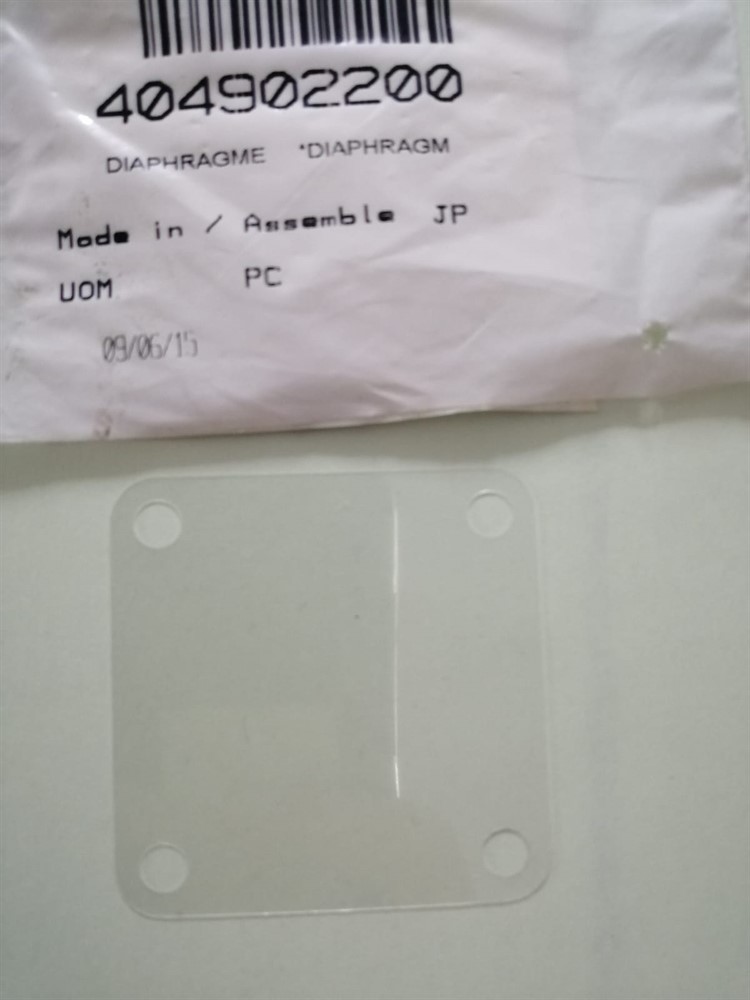 404902200
DIAPHRAGME *DIAPHRAGM
Made in / Assemble JP
UOM PC
09/06/15